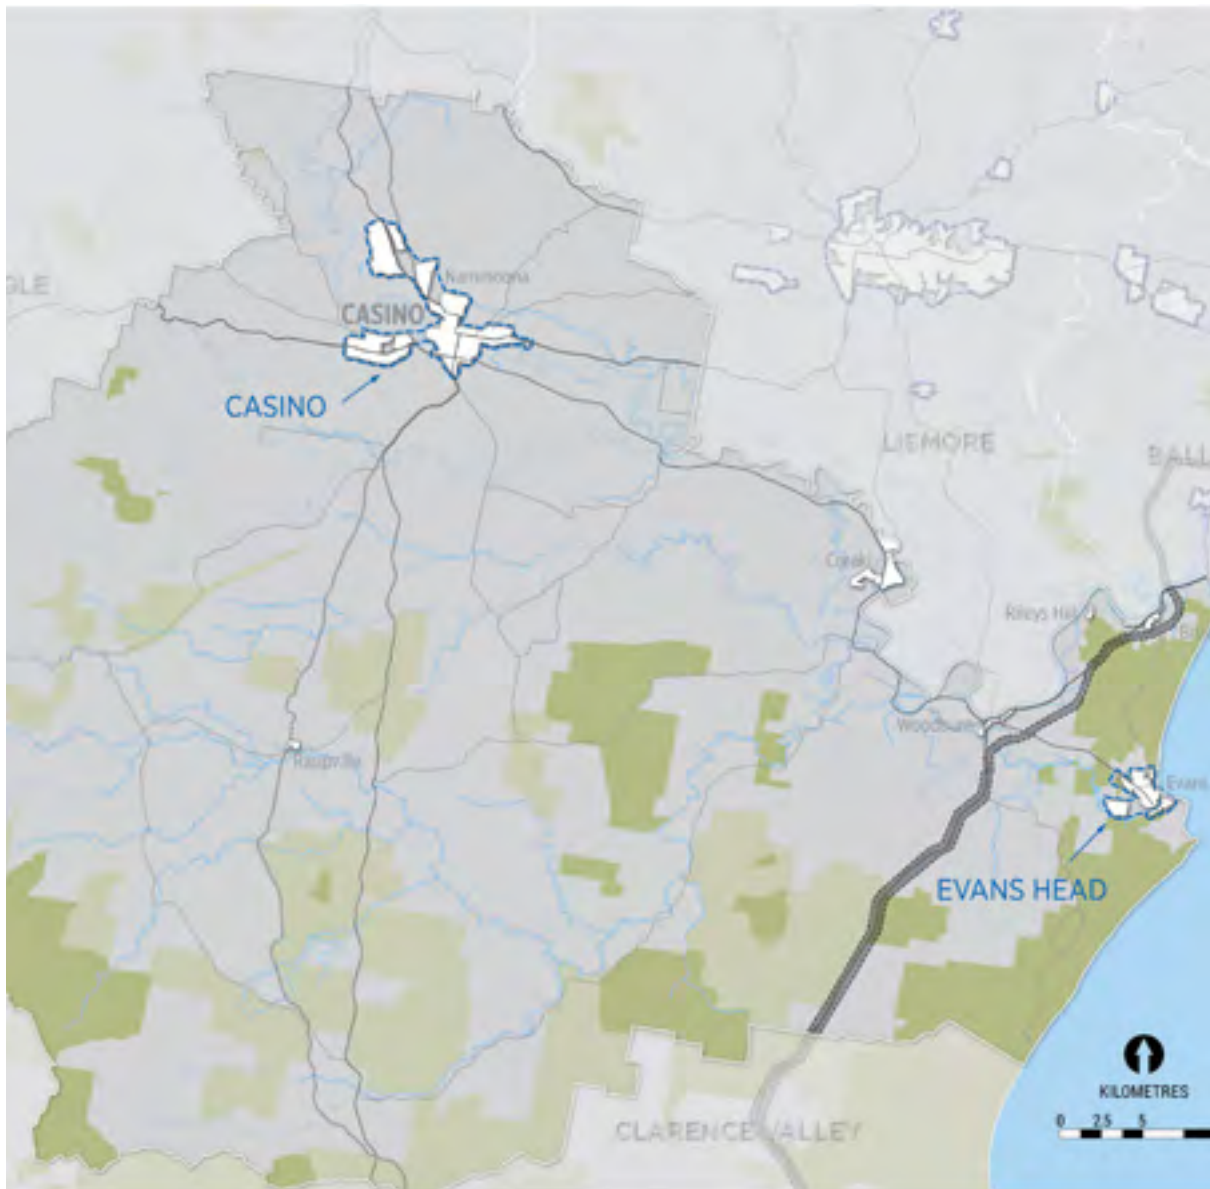 Nammoona
GLE
CASINO
CASINO
LISMORE
BALL
Coraki
Rileys Hill
Woodburn
Rappville
Evans
EVANS HEAD
KILOMETRES
0 2.5 5
CLARENCE VALLEY